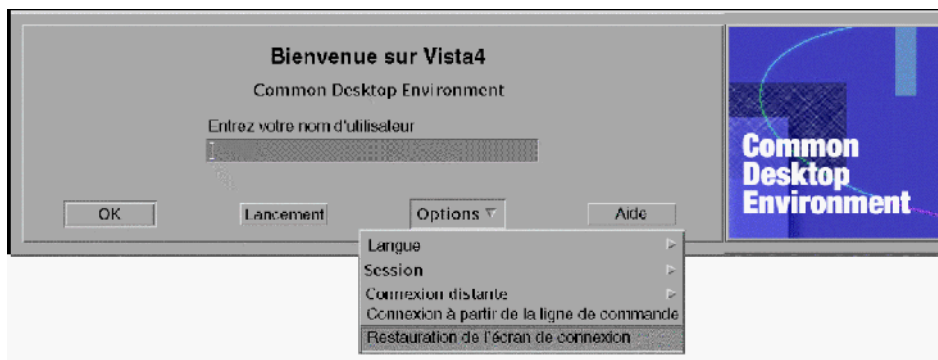 Bienvenue sur Vista4
Common Desktop Environment
Entrez votre nom d'utilisateur
OK
Lancement
Options
Aide
Common
Desktop
Environment
Langue
Session
Connexion distante
Connexion à partir de la ligne de commande
Restauration de l'écran de connexion